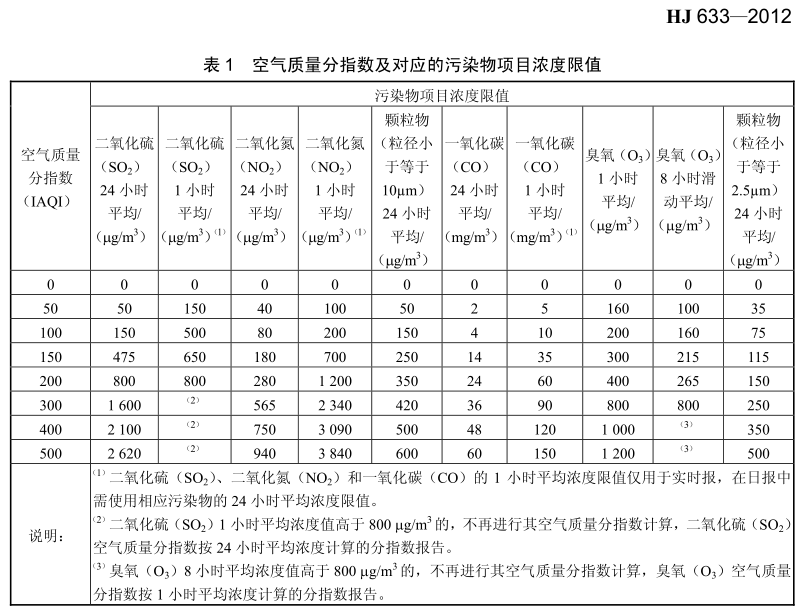 HJ 633—2012
表 1 空气质量分指数及对应的污染物项目浓度限值
空气质量分指数（IAQI） 污染物项目浓度限值
二氧化硫（SO2）24 小时平均/（μg/m3） 二氧化硫（SO2）1 小时平均/（μg/m3）（1） 二氧化氮（NO2）24 小时平均/（μg/m3） 二氧化氮（NO2）1 小时平均/（μg/m3）（1） 颗粒物（粒径小于等于10μm）24 小时平均/（μg/m3） 一氧化碳（CO）24 小时平均/（mg/m3） 一氧化碳（CO）1 小时平均/（mg/m3）（1） 臭氧（O3）1 小时平均/（μg/m3） 臭氧（O3）8 小时滑动平均/（μg/m3） 颗粒物（粒径小于等于2.5μm）24 小时平均/（μg/m3）
0 0 0 0 0 0 0 0 0 0 0
50 50 150 40 100 50 2 5 160 100 35
100 150 500 80 200 150 4 10 200 160 75
150 475 650 180 700 250 14 35 300 215 115
200 800 800 280 1 200 350 24 60 400 265 150
300 1 600 （2） 565 2 340 420 36 90 800 800 250
400 2 100 （2） 750 3 090 500 48 120 1 000 （3） 350
500 2 620 （2） 940 3 840 600 60 150 1 200 （3） 500
说明：
（1）二氧化硫（SO2）、二氧化氮（NO2）和一氧化碳（CO）的 1 小时平均浓度限值仅用于实时报，在日报中
需使用相应污染物的 24 小时平均浓度限值。
（2）二氧化硫（SO2）1 小时平均浓度值高于 800 μg/m3的，不再进行其空气质量分指数计算，二氧化硫（SO2）
空气质量分指数按 24 小时平均浓度计算的分指数报告。
（3）臭氧（O3）8 小时平均浓度值高于 800 μg/m3的，不再进行其空气质量分指数计算，臭氧（O3）空气质量
分指数按 1 小时平均浓度计算的分指数报告。